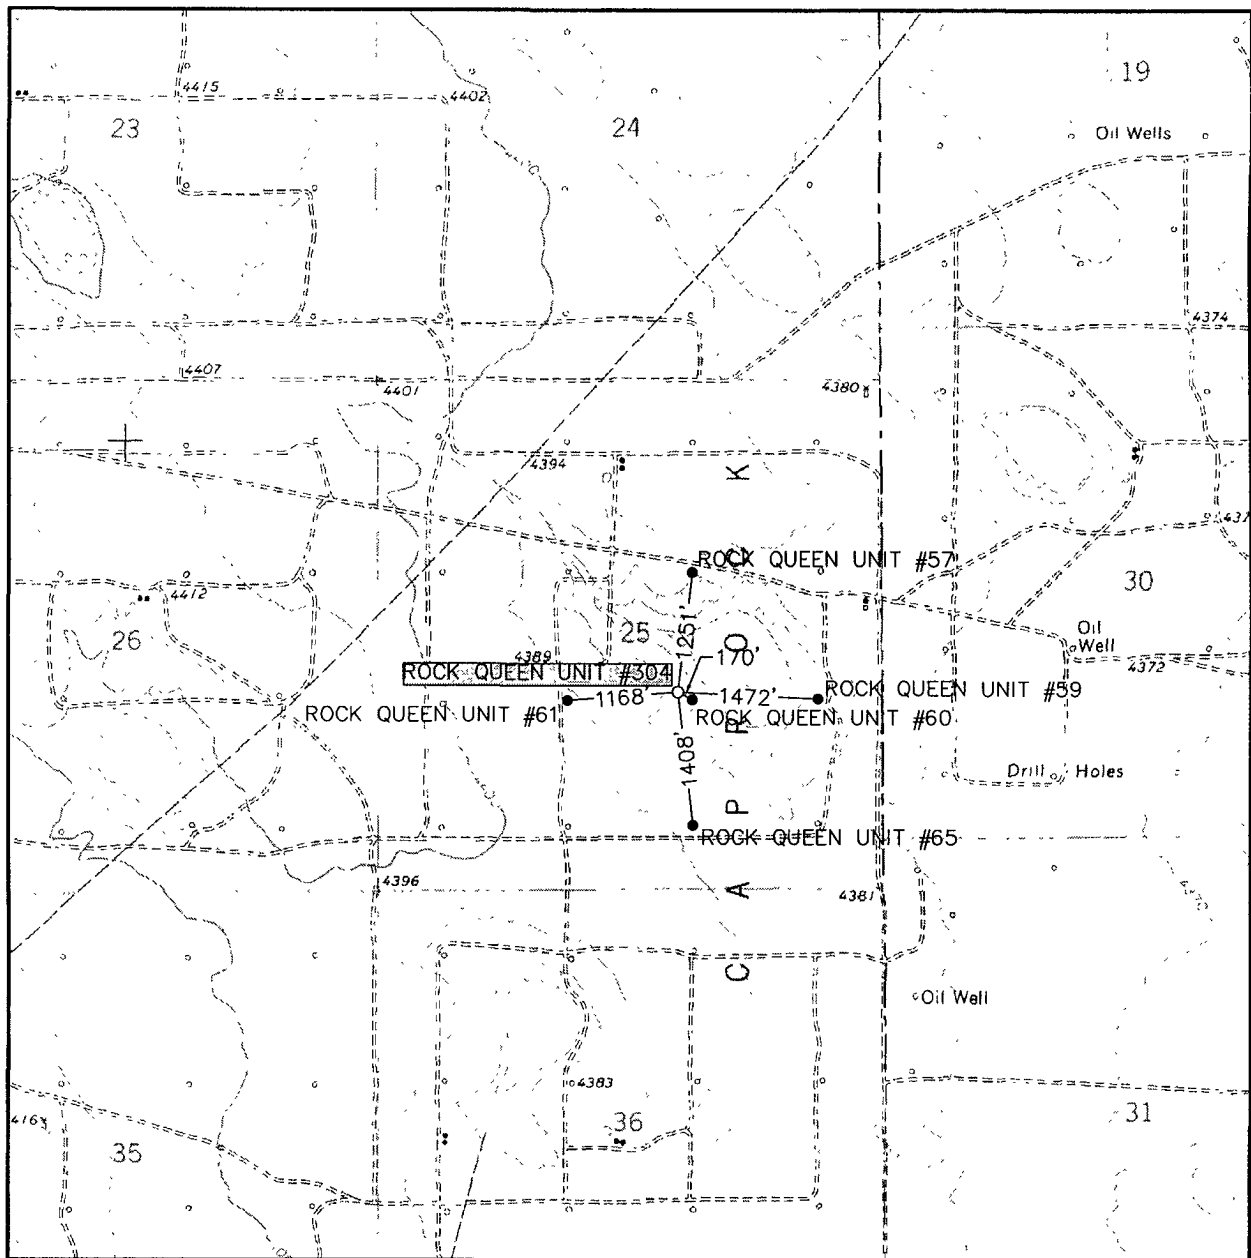 19
4415
4402
23
24
Oil Wells
4374
4407
4401
4380
4394
ROCK QUEEN UNIT #57
4412
30
26
25
1251'
170'
Oil
Well
4389
4372
ROCK QUEEN UNIT #304
1168'
1472'
ROCK QUEEN UNIT #59
ROCK QUEEN UNIT #61
ROCK QUEEN UNIT #60
1408'
Drill Holes
ROCK QUEEN UNIT #65
CAPROCK
4396
4381
4370
Oil Well
4383
36
31
35